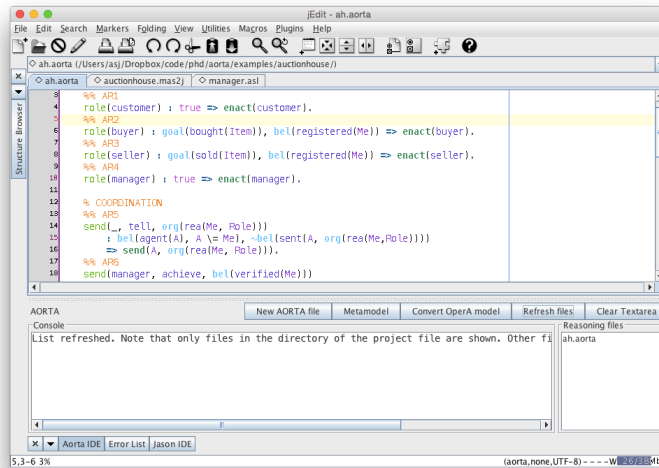 jEdit - ah.aorta
File Edit Search Markers Folding View Utilities Macros Plugins Help
ah.aorta (/Users/asj/Dropbox/code/phd/aorta/examples/auctionhouse/)
ah.aorta auctionhouse.mas2j manager.asl
Structure Browser
3 %% AR1
4 role(customer) : true => enact(customer).
5 %% AR2
6 role(buyer) : goal(bought(Item)), bel(registered(Me)) => enact(buyer).
7 %% AR3
8 role(seller) : goal(sold(Item)), bel(registered(Me)) => enact(seller).
9 %% AR4
10 role(manager) : true => enact(manager).
11
12 % COORDINATION
13 %% AR5
14 send(_, tell, org(rea(Me, Role)))
15 : bel(agent(A), A \= Me), ~bel(sent(A, org(rea(Me,Role))))
16 => send(A, org(rea(Me, Role))).
17 %% AR6
18 send(manager, achieve, bel(verified(Me)))
AORTA New AORTA file Metamodel Convert OperA model Refresh files Clear Textarea
Console
List refreshed. Note that only files in the directory of the project file are shown. Other fi
Reasoning files
ah.aorta
Aorta IDE Error List Jason IDE
5,3-6 3% (aorta,none,UTF-8) - - - - W